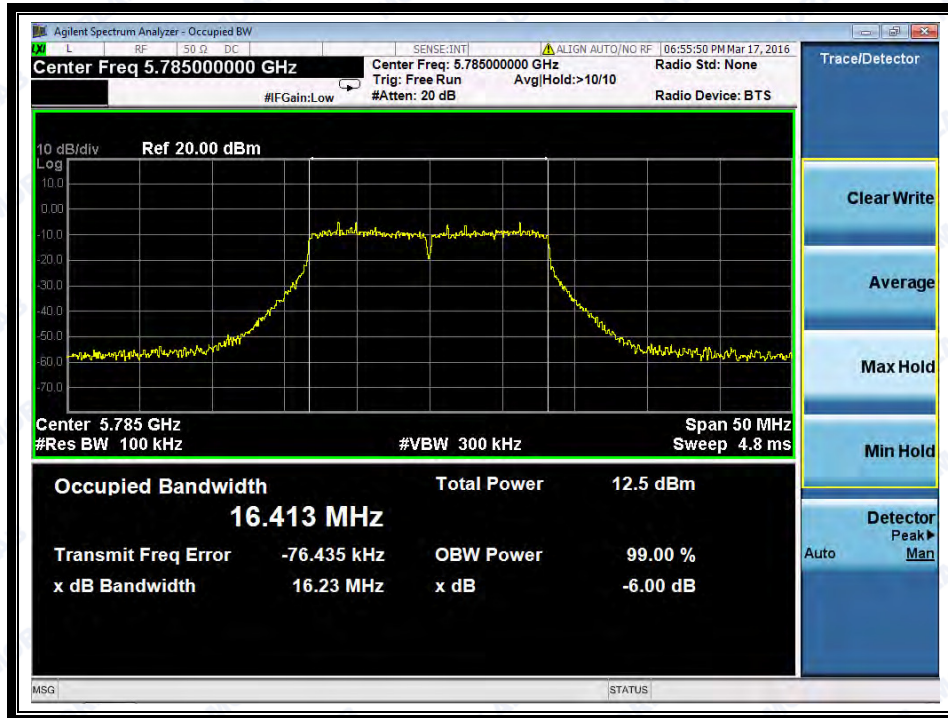 Agilent Spectrum Analyzer - Occupied BW
LXI L RF 50 Ω DC SENSE:INT ALIGN AUTO/NO RF 06:55:50 PM Mar 17, 2016
Center Freq 5.785000000 GHz
Center Freq: 5.785000000 GHz
Radio Std: None
Trig: Free Run Avg|Hold:>10/10
#IFGain:Low
#Atten: 20 dB
Radio Device: BTS
10 dB/div Ref 20.00 dBm
Log
10.0
0.00
-10.0
-20.0
-30.0
-40.0
-50.0
-60.0
-70.0
Center 5.785 GHz Span 50 MHz
#Res BW 100 kHz #VBW 300 kHz Sweep 4.8 ms
Occupied Bandwidth Total Power 12.5 dBm
16.413 MHz
Transmit Freq Error -76.435 kHz OBW Power 99.00 %
x dB Bandwidth 16.23 MHz x dB -6.00 dB
MSG STATUS
Trace/Detector
Clear Write
Average
Max Hold
Min Hold
Detector
Peak▶
Auto Man